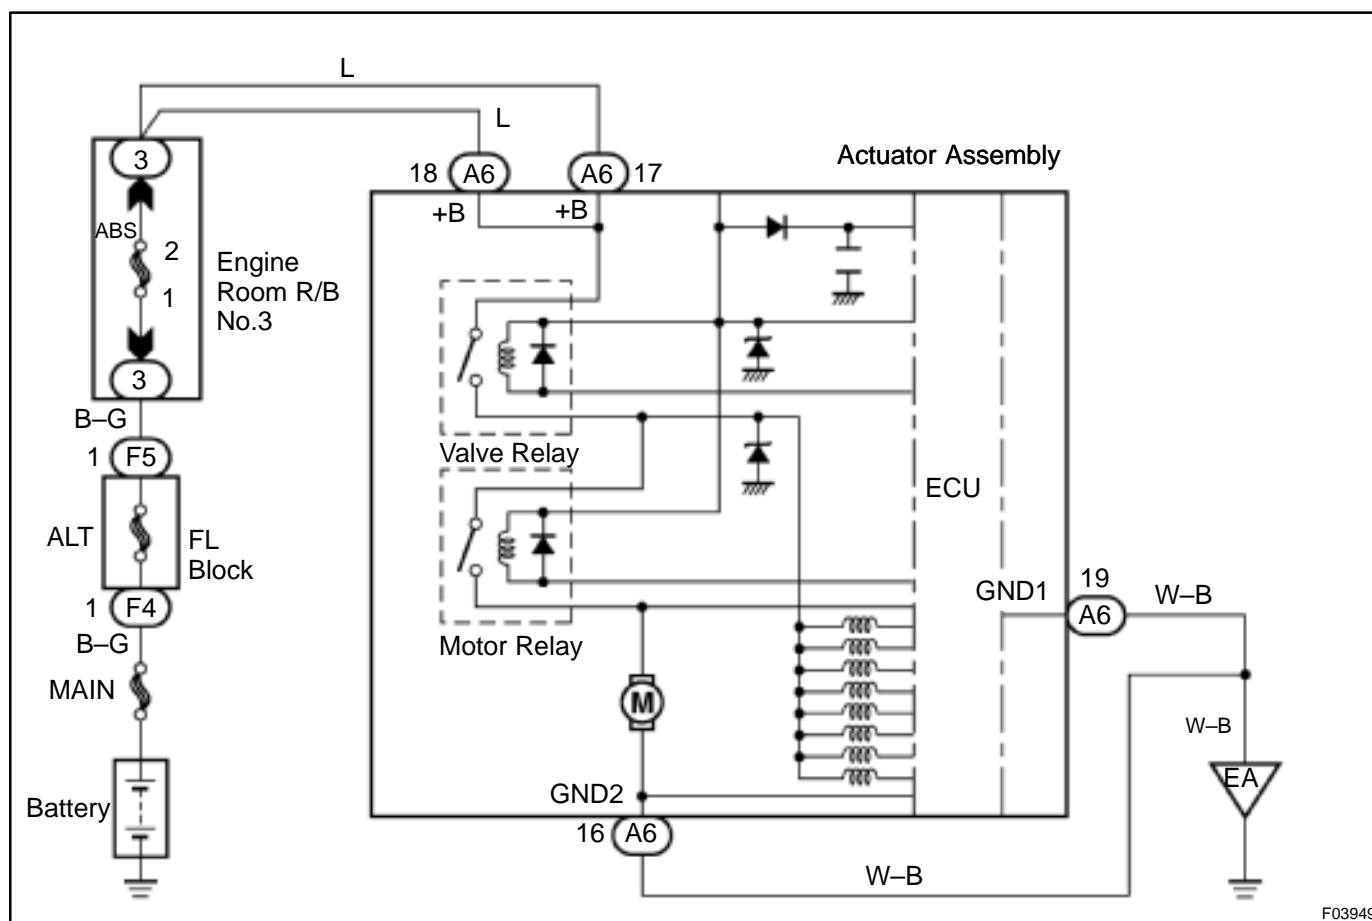 L
L
3
18 A6
A6 17
Actuator Assembly
+B
+B
ABS
2
1
Engine
Room R/B
No.3
3
B–G
1 F5
Valve Relay
ECU
ALT
FL
Block
1 F4
B–G
GND1
19
A6
W–B
Motor Relay
MAIN
M
W–B
EA
Battery
GND2
16 A6
W–B
F03949